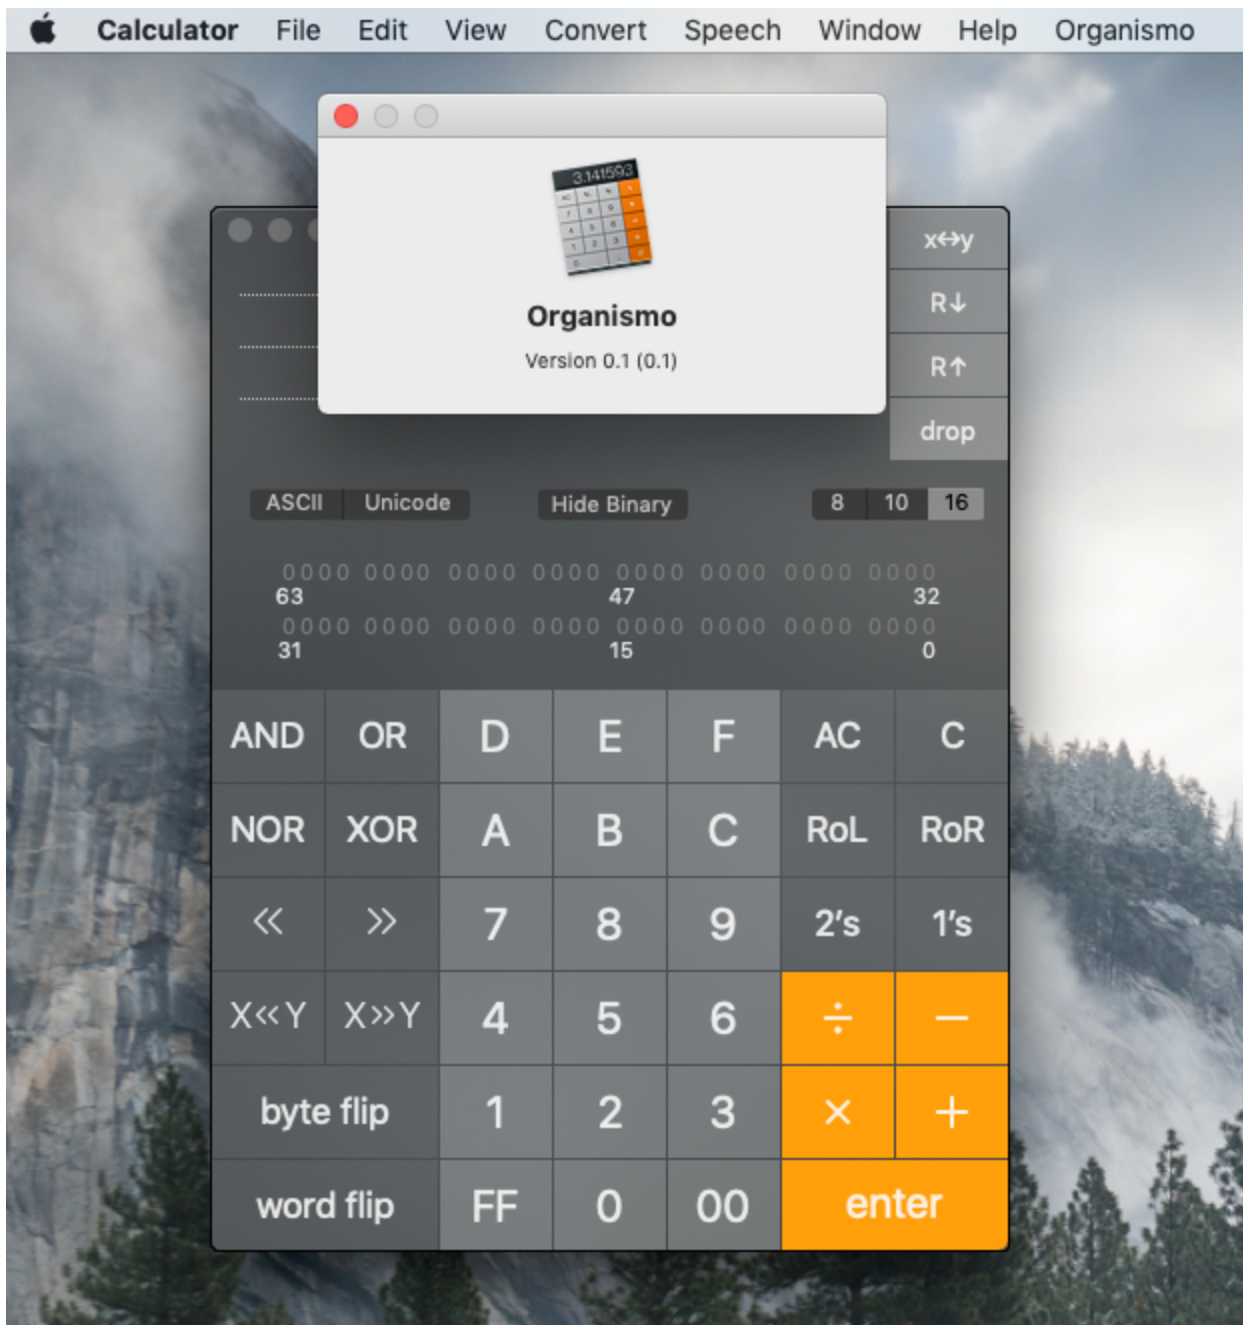 Calculator File Edit View Convert Speech Window Help Organismo
3.141593
Organismo
Version 0.1 (0.1)
x↔y
R↓
R↑
drop
ASCII Unicode Hide Binary 8 10 16
0000 0000 0000 0000 0000 0000 0000 0000
63 47 32
0000 0000 0000 0000 0000 0000 0000 0000
31 15 0
AND OR D E F AC C
NOR XOR A B C RoL RoR
« » 7 8 9 2's 1's
X«Y X»Y 4 5 6 ÷ −
byte flip 1 2 3 × +
word flip FF 0 00 enter